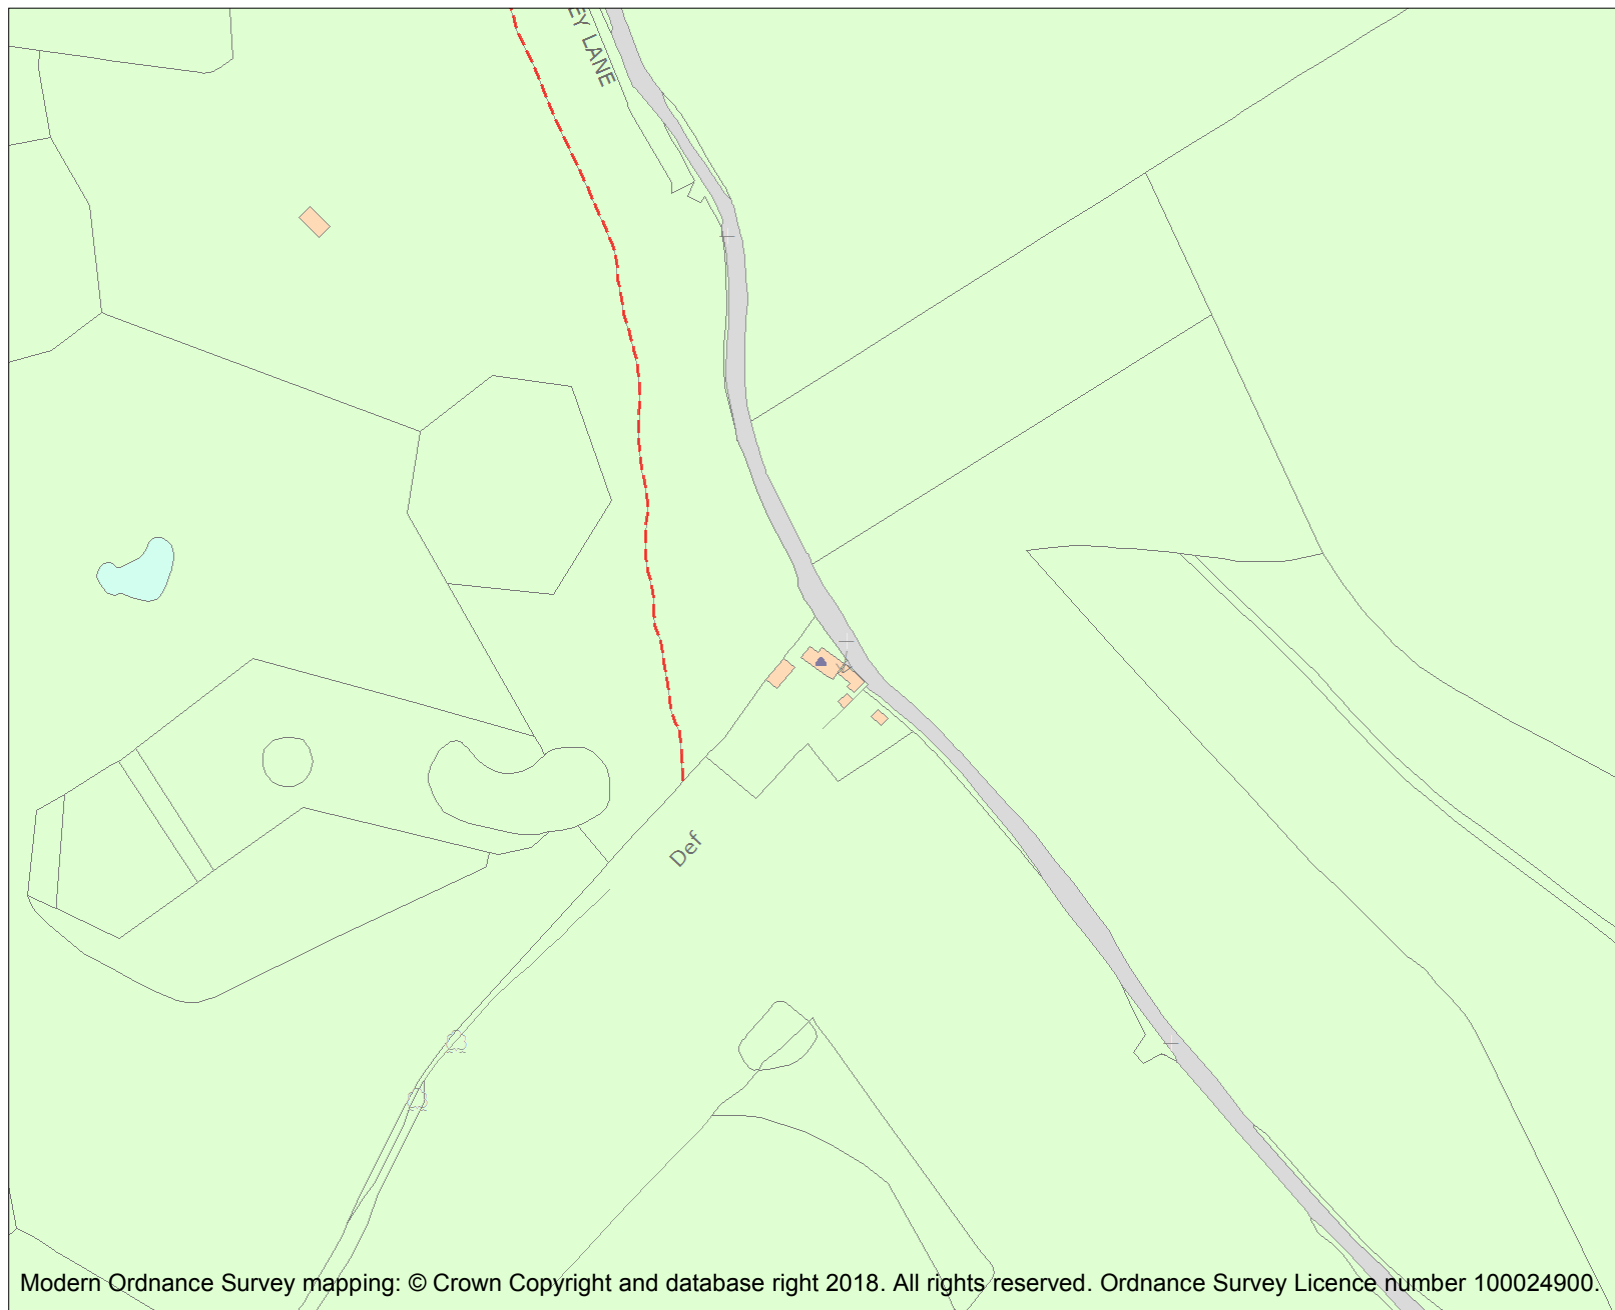 EY LANE
Def
Modern Ordnance Survey mapping: © Crown Copyright and database right 2018. All rights reserved. Ordnance Survey Licence number 100024900.